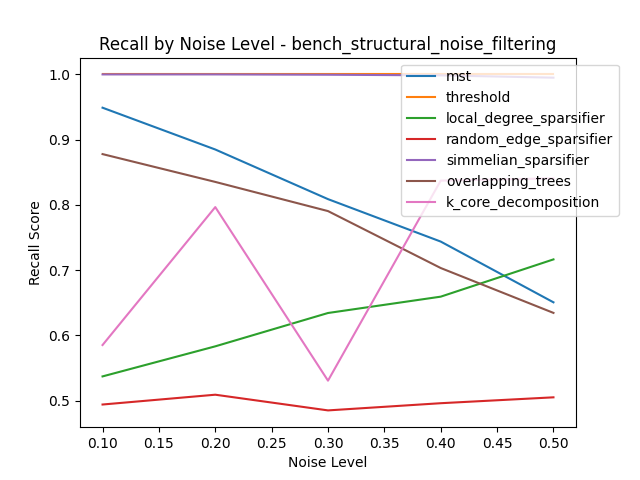 Recall by Noise Level - bench_structural_noise_filtering
Recall Score
1.0
0.9
0.8
0.7
0.6
0.5
mst
threshold
local_degree_sparsifier
random_edge_sparsifier
simmelian_sparsifier
overlapping_trees
k_core_decomposition
0.10 0.15 0.20 0.25 0.30 0.35 0.40 0.45 0.50
Noise Level